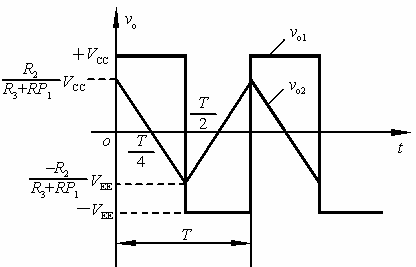 v_o
+V_CC
v_o1
R_2 / (R_3+RP_1) V_CC
v_o2
T/2
O
T/4
t
-R_2 / (R_3+RP_1) V_EE
-V_EE
T